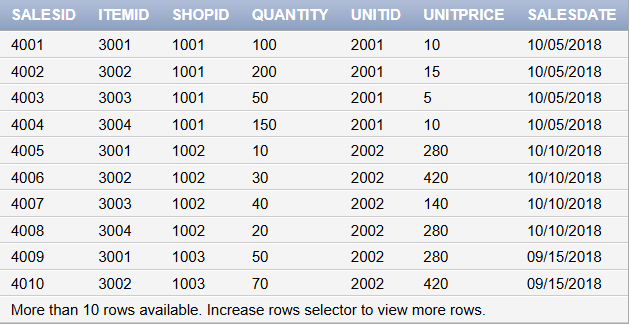 SALESID ITEMID SHOPID QUANTITY UNITID UNITPRICE SALESDATE
4001 3001 1001 100 2001 10 10/05/2018
4002 3002 1001 200 2001 15 10/05/2018
4003 3003 1001 50 2001 5 10/05/2018
4004 3004 1001 150 2001 10 10/05/2018
4005 3001 1002 10 2002 280 10/10/2018
4006 3002 1002 30 2002 420 10/10/2018
4007 3003 1002 40 2002 140 10/10/2018
4008 3004 1002 20 2002 280 10/10/2018
4009 3001 1003 50 2002 280 09/15/2018
4010 3002 1003 70 2002 420 09/15/2018
More than 10 rows available. Increase rows selector to view more rows.